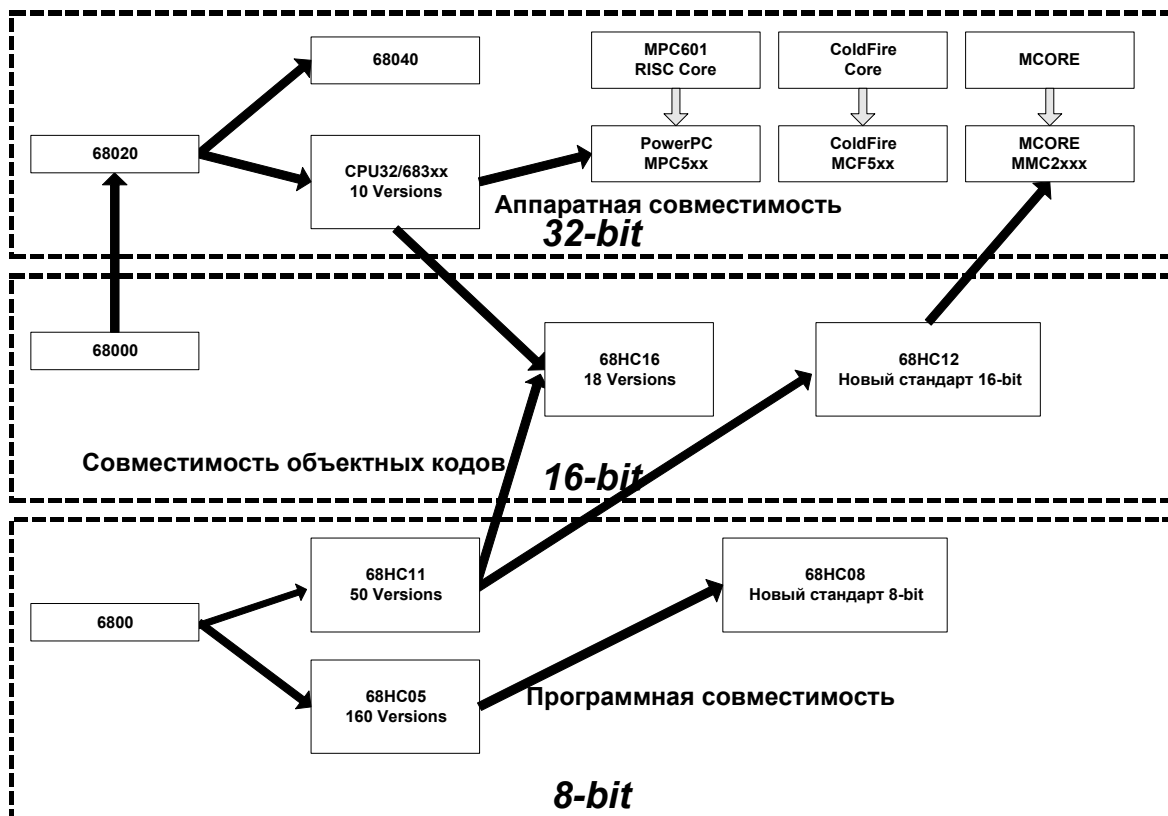 68040
MPC601
RISC Core
ColdFire
Core
MCORE
68020
CPU32/683xx
10 Versions
PowerPC
MPC5xx
ColdFire
MCF5xx
MCORE
MMC2xxx
Аппаратная совместимость
32-bit
68000
68HC16
18 Versions
68HC12
Новый стандарт 16-bit
Совместимость объектных кодов
16-bit
68HC11
50 Versions
68HC08
Новый стандарт 8-bit
6800
68HC05
160 Versions
Программная совместимость
8-bit